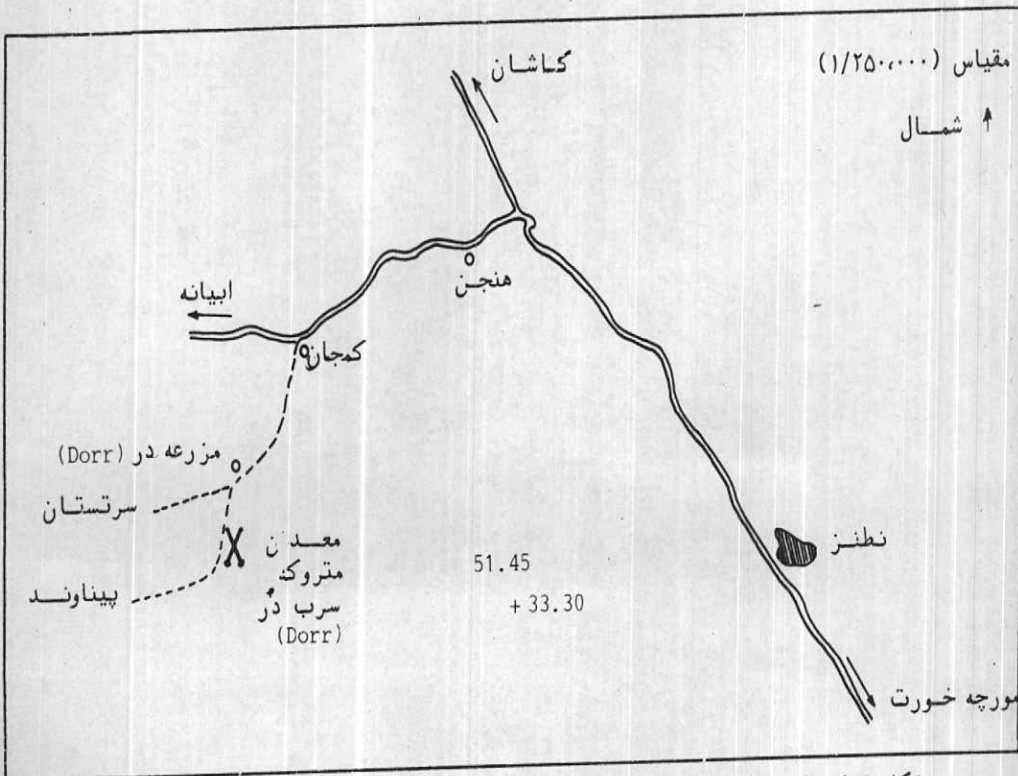 مقیاس (۱/۲۵۰،۰۰۰)
کاشان
شمال
هنجن
ابیانه
کمجان
مزرعه در (Dorr)
سرتستان
نطنز
معدن
متروکه
سرب در
(Dorr)
51.45
+ 33.30
پیناوند
مورچه خورت